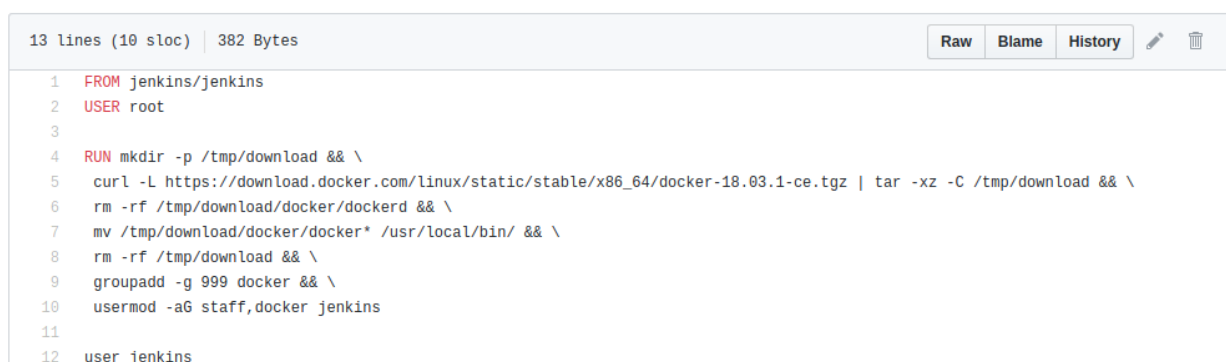 13 lines (10 sloc) 382 Bytes Raw Blame History
1 FROM jenkins/jenkins
2 USER root
3
4 RUN mkdir -p /tmp/download && \
5 curl -L https://download.docker.com/linux/static/stable/x86_64/docker-18.03.1-ce.tgz | tar -xz -C /tmp/download && \
6 rm -rf /tmp/download/docker/dockerd && \
7 mv /tmp/download/docker/docker* /usr/local/bin/ && \
8 rm -rf /tmp/download && \
9 groupadd -g 999 docker && \
10 usermod -aG staff,docker jenkins
11
12 user jenkins